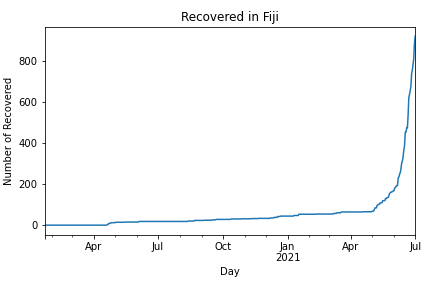 Recovered in Fiji
Number of Recovered
800
600
400
200
0
Apr
Jul
Oct
Jan
2021
Apr
Jul
Day